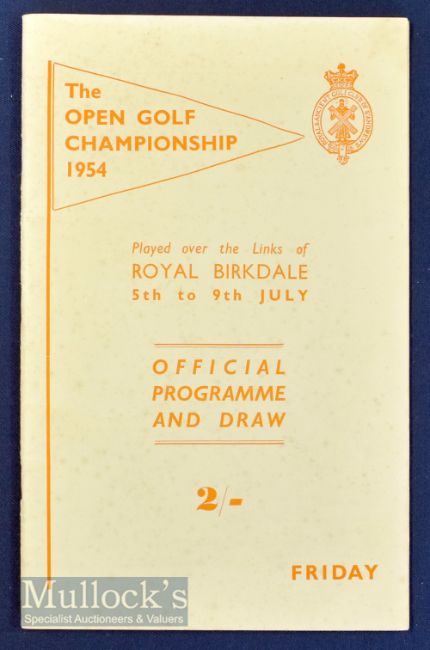 The
OPEN GOLF
CHAMPIONSHIP
1954
Played over the Links of
ROYAL BIRKDALE
5th to 9th JULY
OFFICIAL
PROGRAMME
AND DRAW
2/-
FRIDAY
Mullock's
Specialist Auctioneers & Valuers